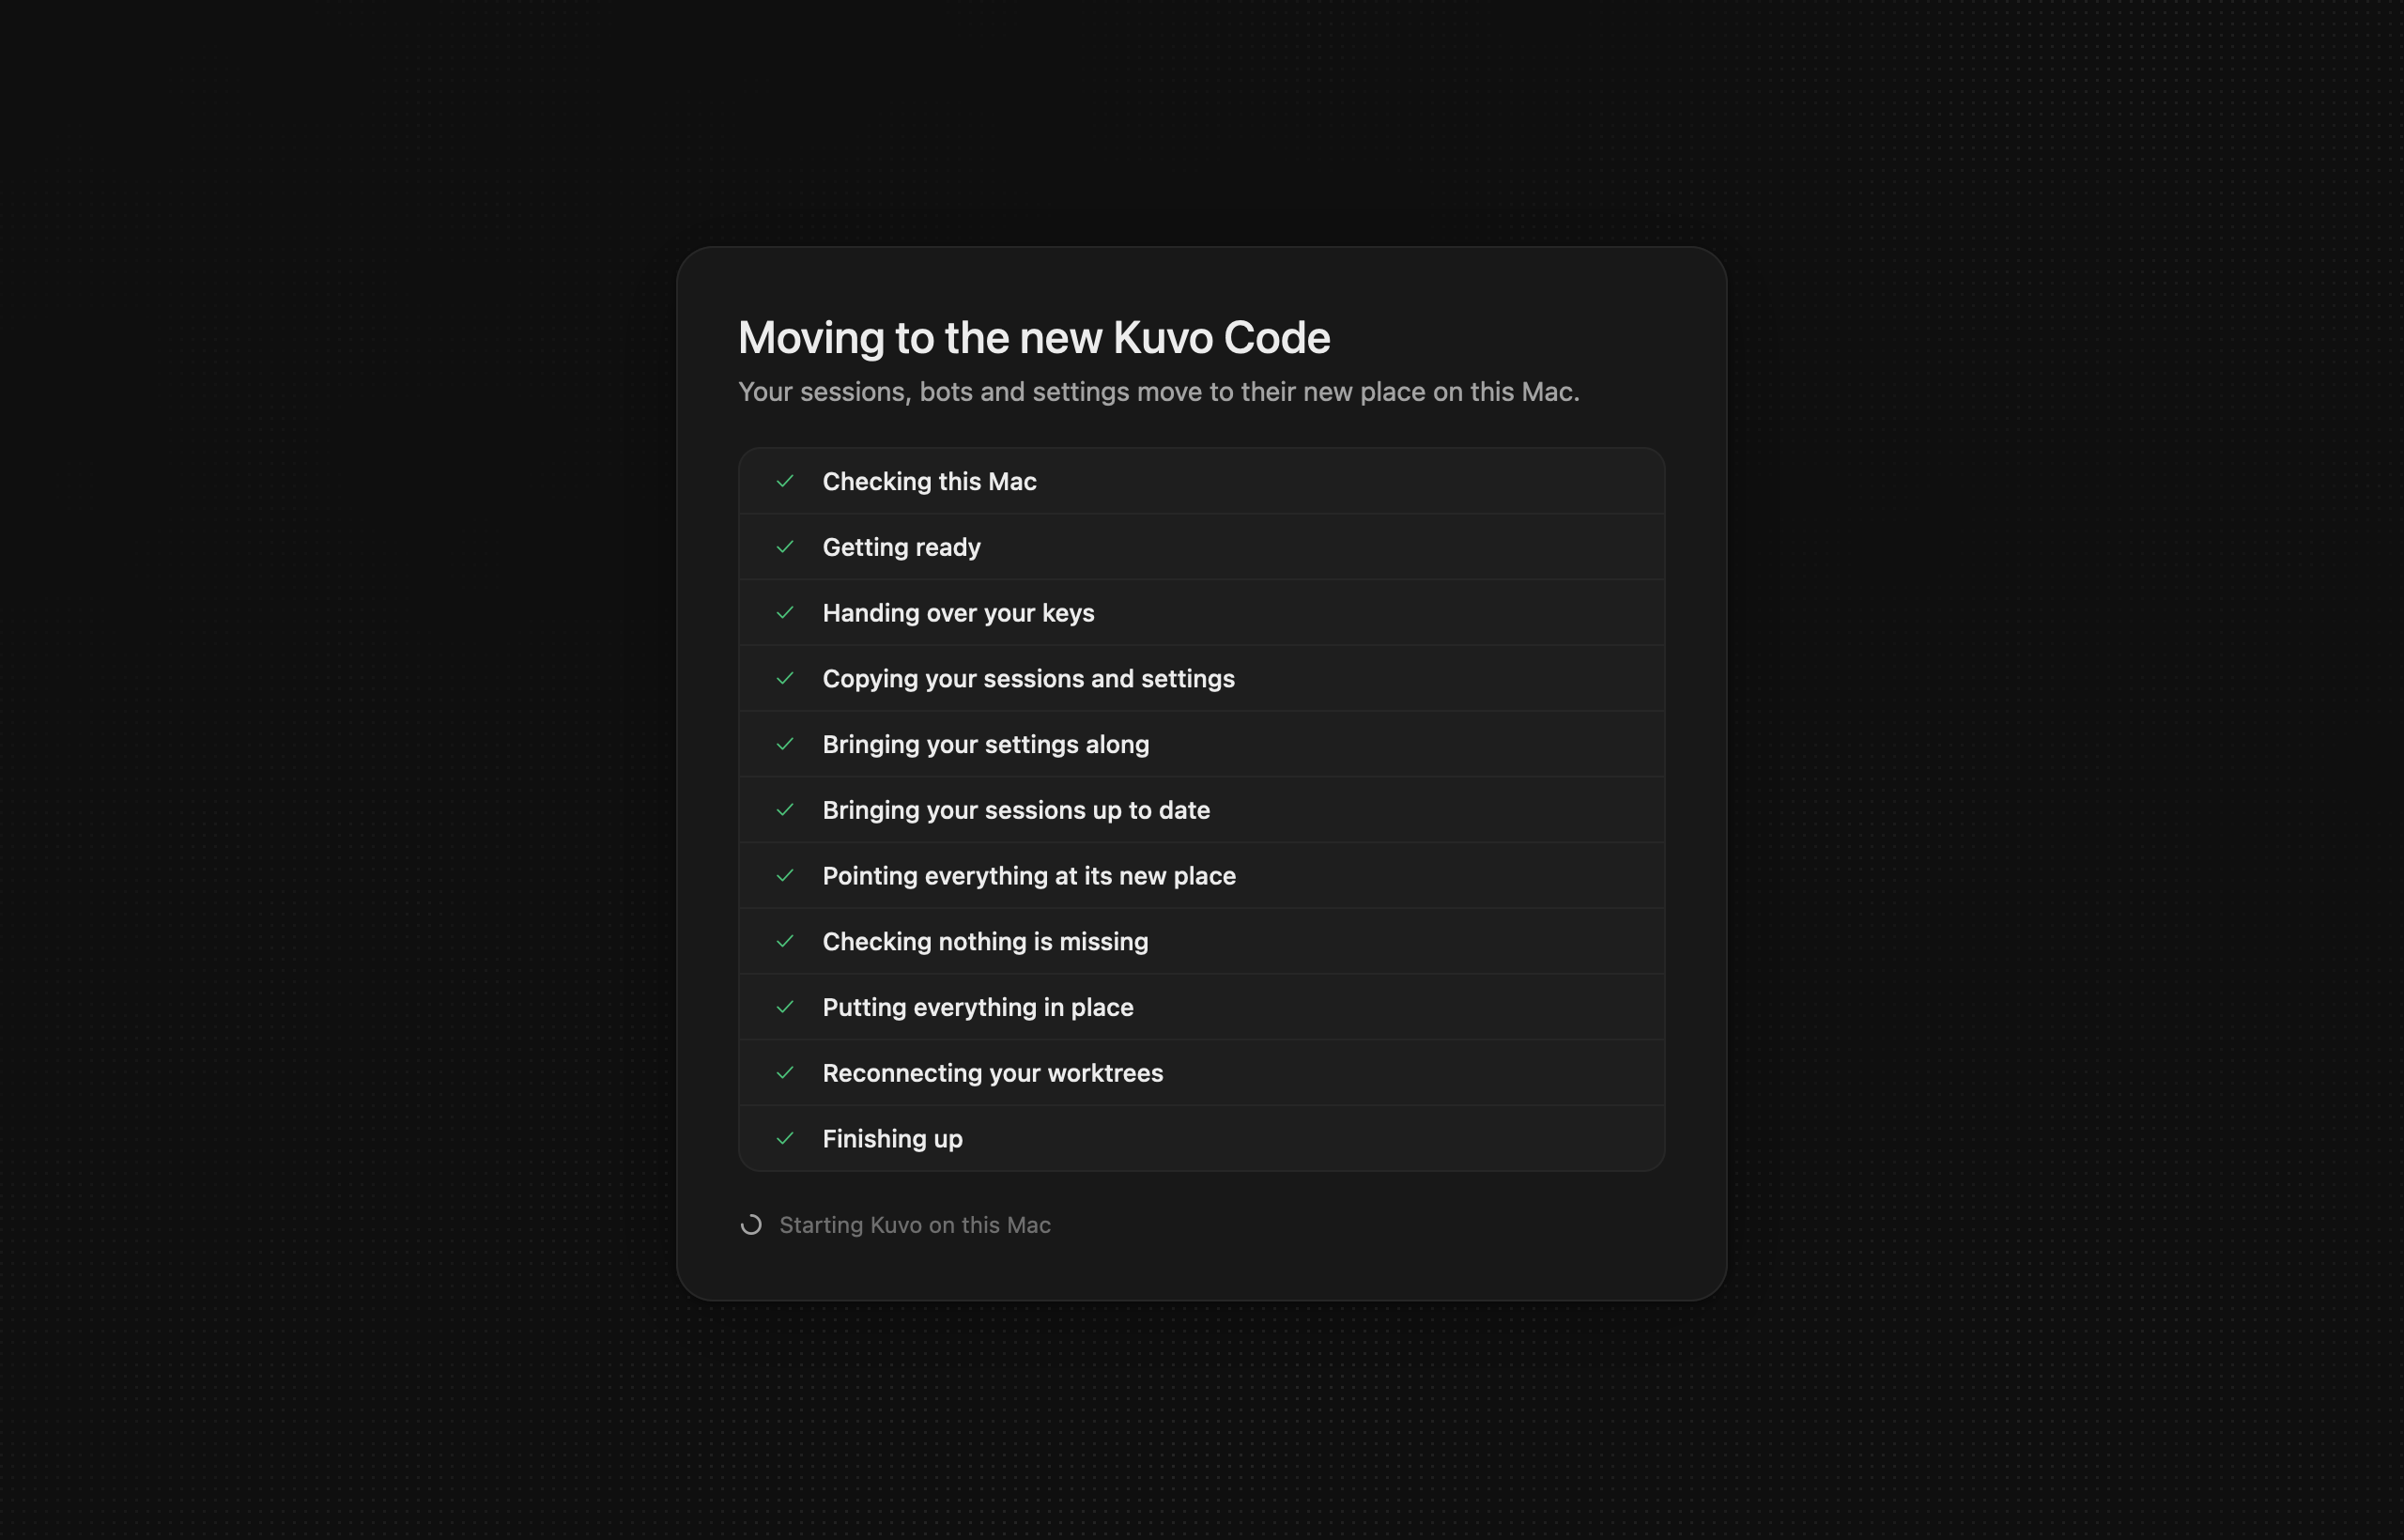 Moving to the new Kuvo Code
Your sessions, bots and settings move to their new place on this Mac.
Checking this Mac
Getting ready
Handing over your keys
Copying your sessions and settings
Bringing your settings along
Bringing your sessions up to date
Pointing everything at its new place
Checking nothing is missing
Putting everything in place
Reconnecting your worktrees
Finishing up
Starting Kuvo on this Mac